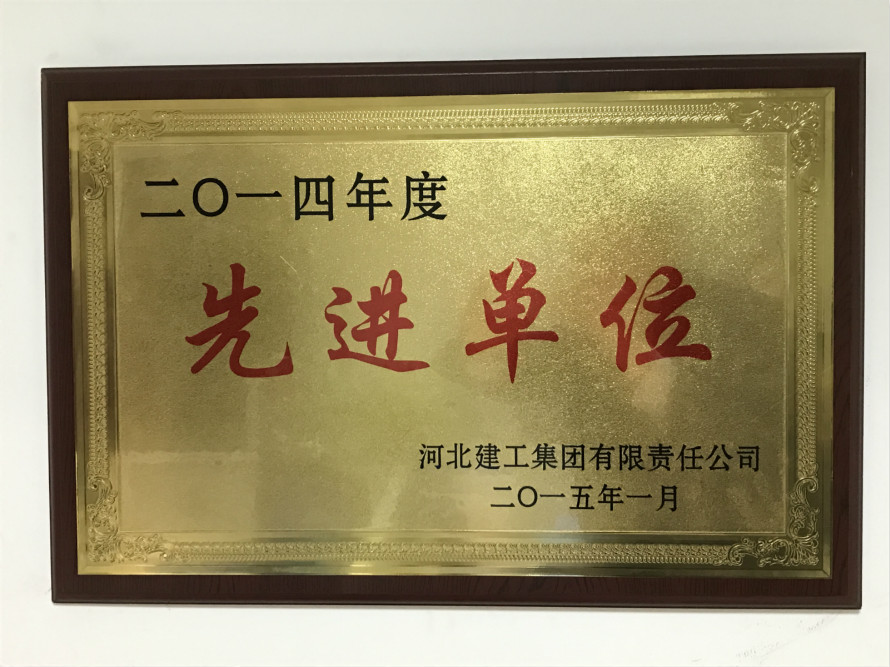 二〇一四年度
先进单位
河北建工集团有限责任公司
二〇一五年一月